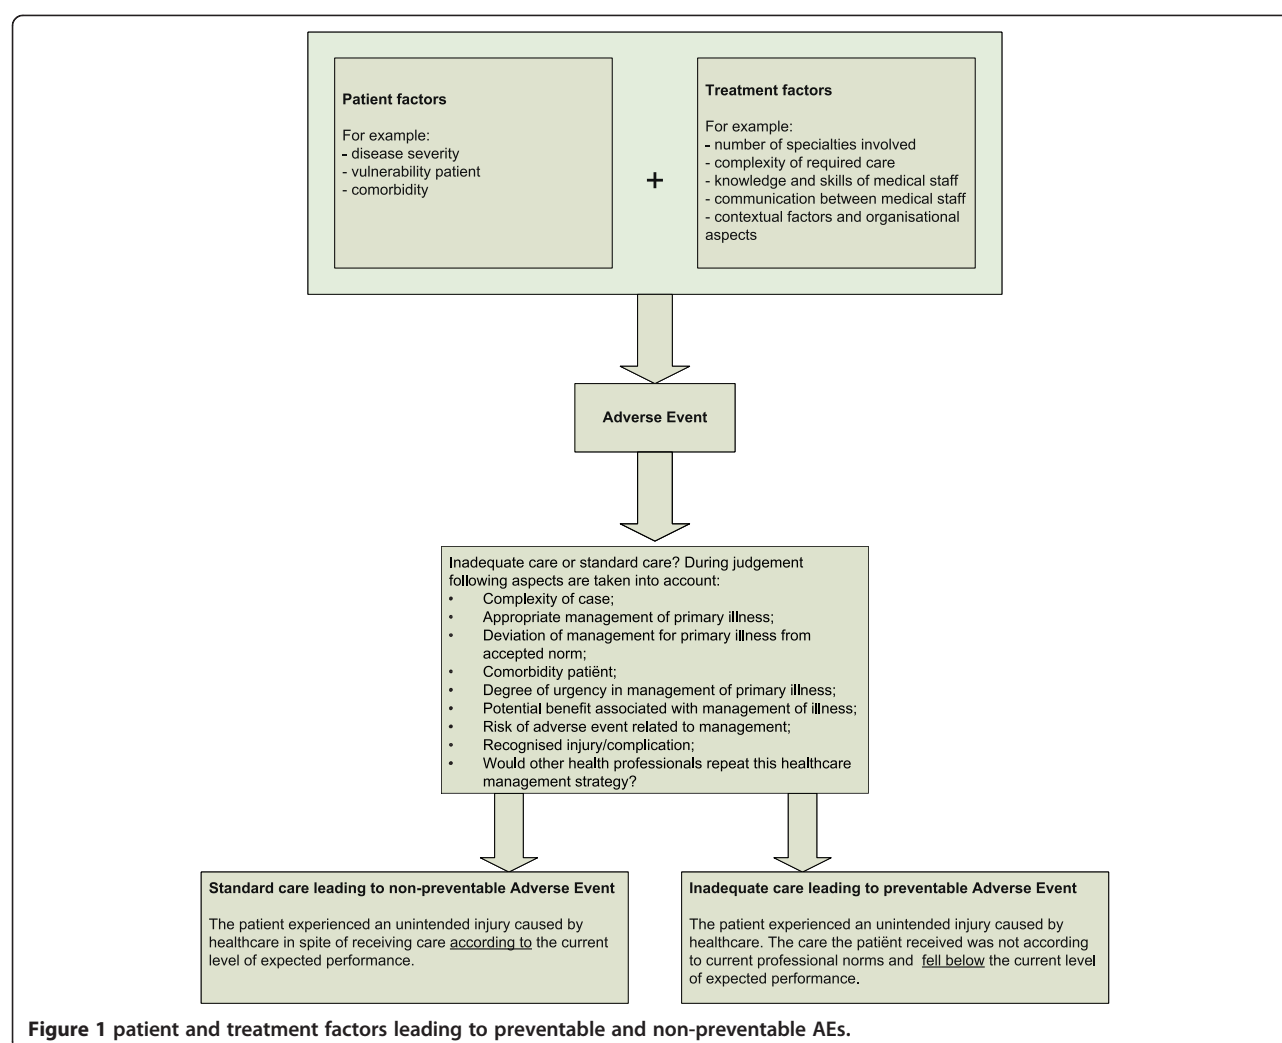 Patient factors
For example:
- disease severity
- vulnerability patient
- comorbidity
+
Treatment factors
For example:
- number of specialties involved
- complexity of required care
- knowledge and skills of medical staff
- communication between medical staff
- contextual factors and organisational
aspects
Adverse Event
Inadequate care or standard care? During judgement
following aspects are taken into account:
• Complexity of case;
• Appropriate management of primary illness;
• Deviation of management for primary illness from
accepted norm;
• Comorbidity patiënt;
• Degree of urgency in management of primary illness;
• Potential benefit associated with management of illness;
• Risk of adverse event related to management;
• Recognised injury/complication;
• Would other health professionals repeat this healthcare
management strategy?
Standard care leading to non-preventable Adverse Event
The patient experienced an unintended injury caused by
healthcare in spite of receiving care according to the current
level of expected performance.
Inadequate care leading to preventable Adverse Event
The patient experienced an unintended injury caused by
healthcare. The care the patiënt received was not according
to current professional norms and fell below the current level
of expected performance.
Figure 1 patient and treatment factors leading to preventable and non-preventable AEs.